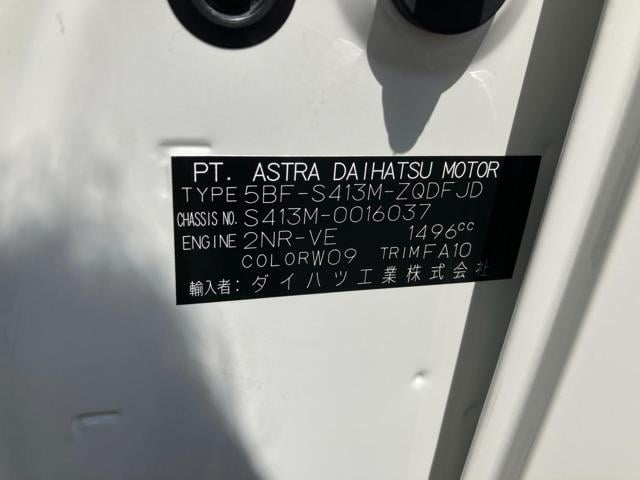 PT. ASTRA DAIHATSU MOTOR
TYPE 5BF-S413M-ZQDFJD
CHASSIS NO. S413M-0016037
ENGINE 2NR-VE 1496cc
COLOR W09 TRIM FA10
輸入者: ダイハツ工業株式会社